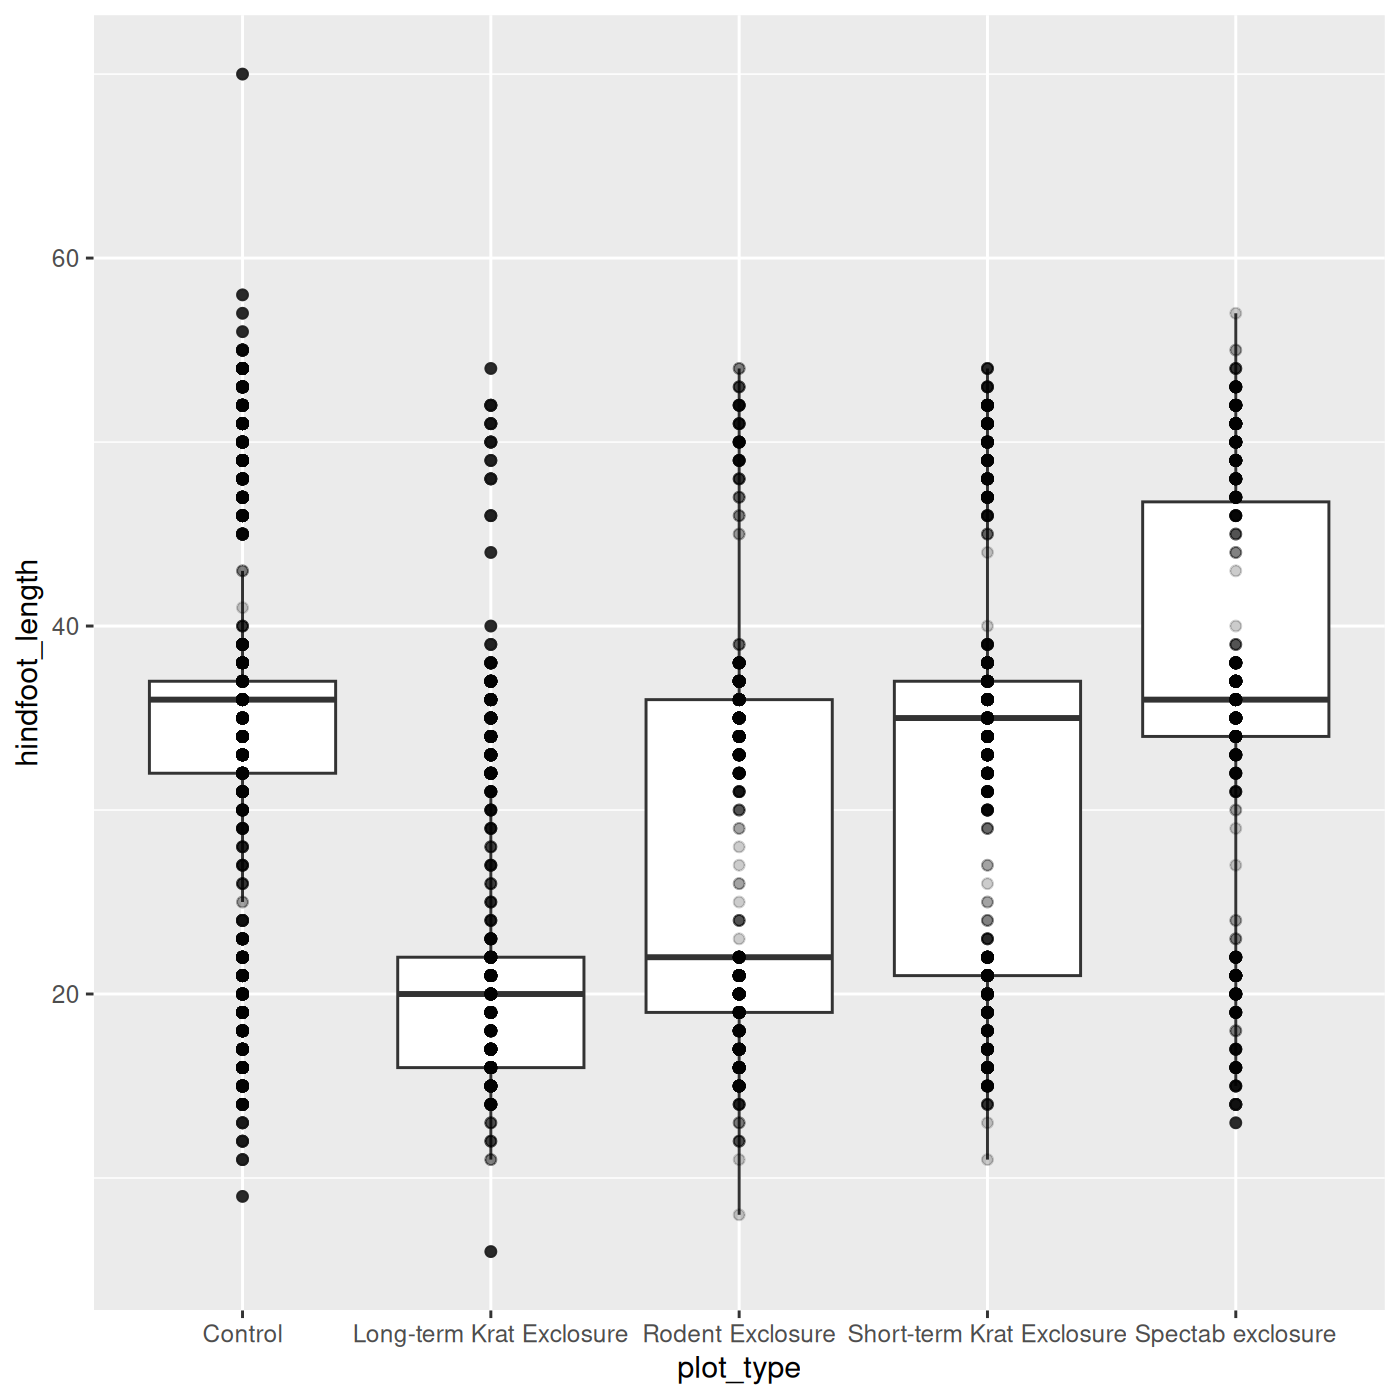 hindfoot_length
60
40
20
Control Long-term Krat Exclosure Rodent Exclosure Short-term Krat Exclosure Spectab exclosure
plot_type